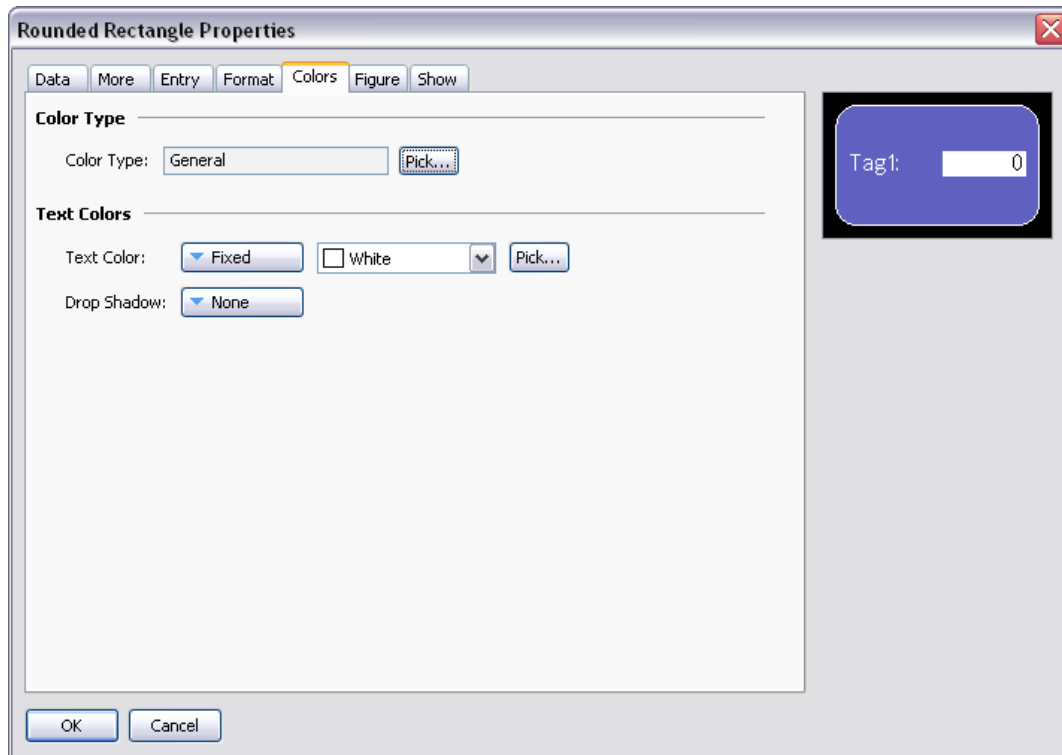 Rounded Rectangle Properties
Data More Entry Format Colors Figure Show
Color Type
Color Type: General Pick...
Tag1: 0
Text Colors
Text Color: Fixed White Pick...
Drop Shadow: None
OK Cancel